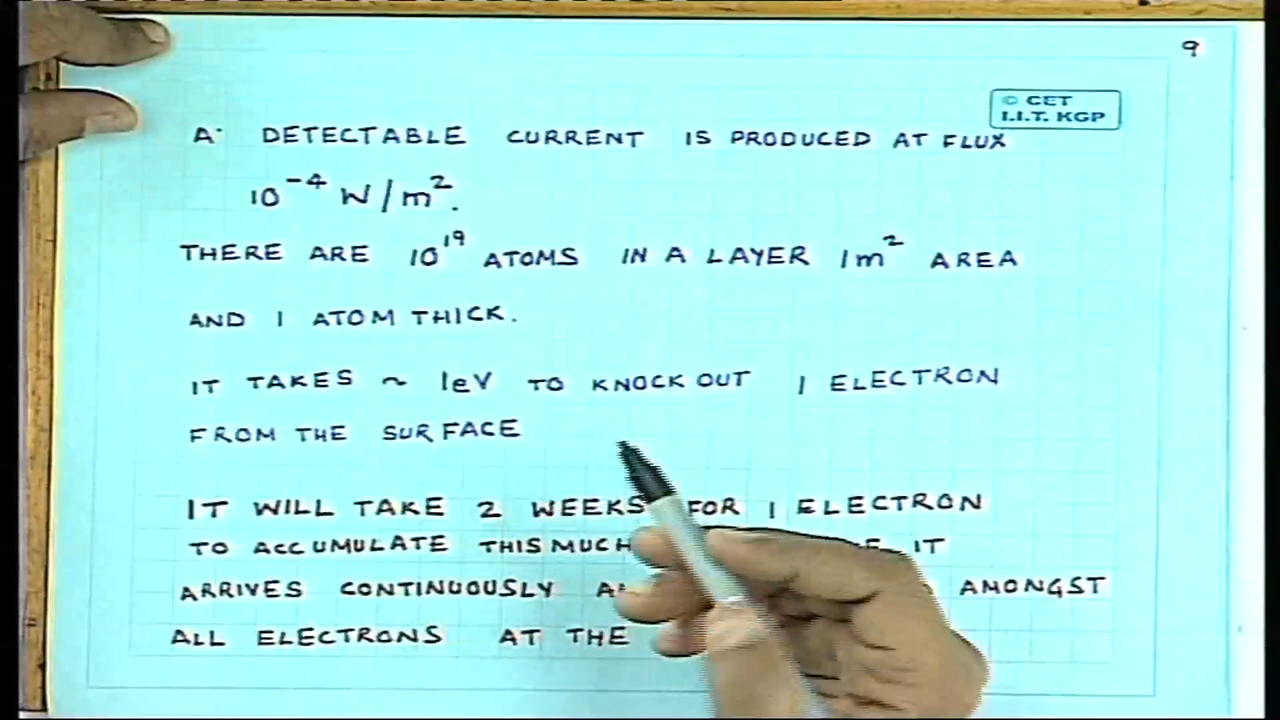 9
© CET
I.I.T. KGP
A. DETECTABLE CURRENT IS PRODUCED AT FLUX
10⁻⁴ W/m².
THERE ARE 10¹⁹ ATOMS IN A LAYER 1m² AREA
AND 1 ATOM THICK.
IT TAKES ~ 1eV TO KNOCK OUT 1 ELECTRON
FROM THE SURFACE
IT WILL TAKE 2 WEEKS FOR 1 ELECTRON
TO ACCUMULATE THIS MUCH IT
ARRIVES CONTINUOUSLY AMONGST
ALL ELECTRONS AT THE